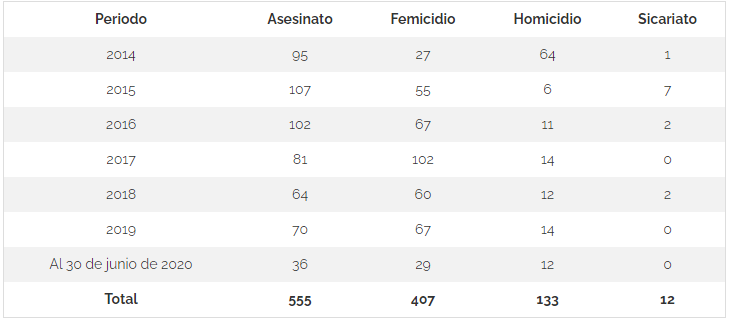 Periodo Asesinato Femicidio Homicidio Sicariato
2014 95 27 64 1
2015 107 55 6 7
2016 102 67 11 2
2017 81 102 14 0
2018 64 60 12 2
2019 70 67 14 0
Al 30 de junio de 2020 36 29 12 0
Total 555 407 133 12